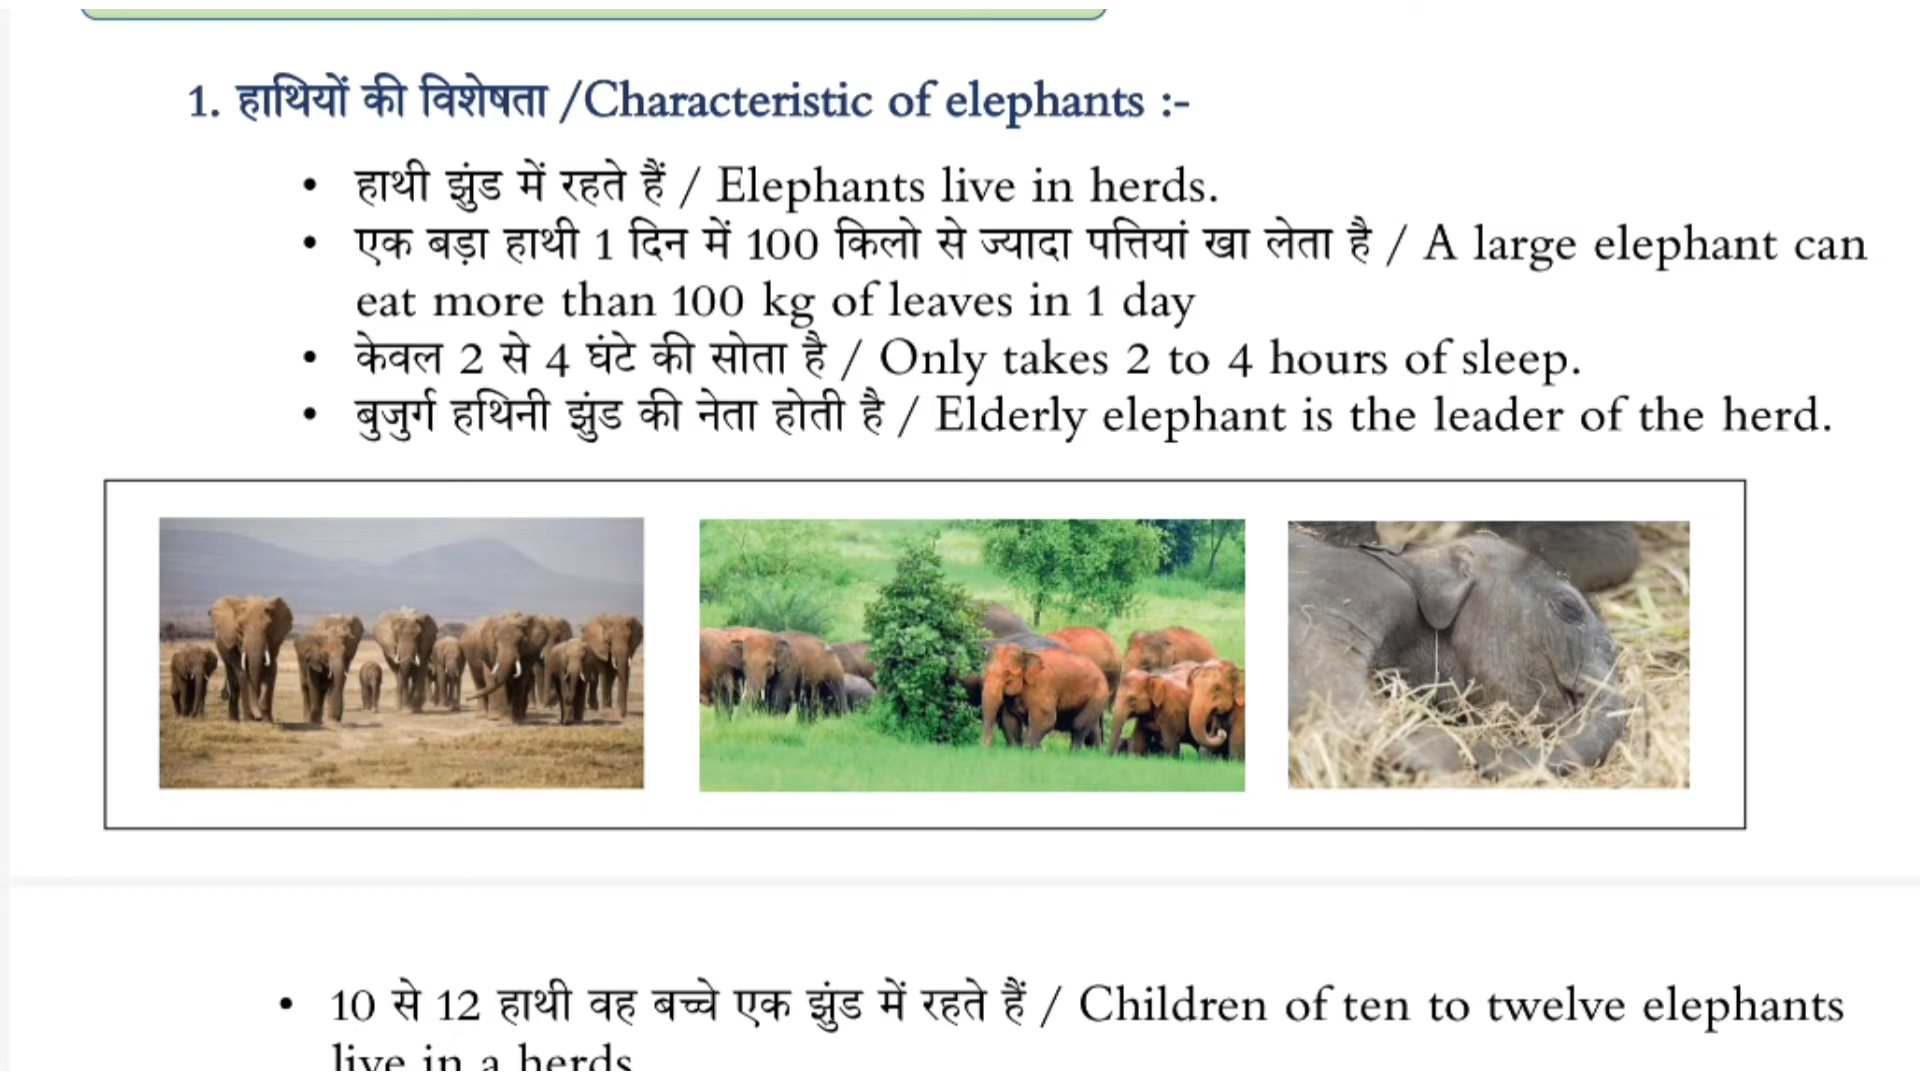 1. हाथियों की विशेषता /Characteristic of elephants :-
• हाथी झुंड में रहते हैं / Elephants live in herds.
• एक बड़ा हाथी 1 दिन में 100 किलो से ज्यादा पत्तियां खा लेता है / A large elephant can
eat more than 100 kg of leaves in 1 day
• केवल 2 से 4 घंटे की सोता है / Only takes 2 to 4 hours of sleep.
• बुजुर्ग हथिनी झुंड की नेता होती है / Elderly elephant is the leader of the herd.
• 10 से 12 हाथी वह बच्चे एक झुंड में रहते हैं / Children of ten to twelve elephants
live in a herds